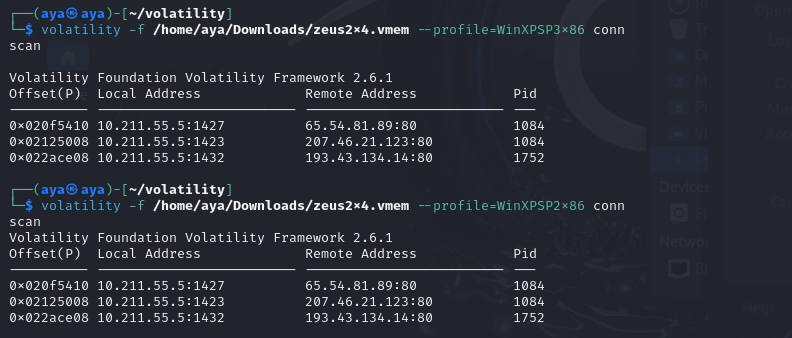 ┌──(aya㉿aya)-[~/volatility]
└─$ volatility -f /home/aya/Downloads/zeus2×4.vmem --profile=WinXPSP3×86 conn
scan

Volatility Foundation Volatility Framework 2.6.1
Offset(P)  Local Address             Remote Address            Pid
---------- ------------------------- ------------------------- ---
0×020f5410 10.211.55.5:1427          65.54.81.89:80            1084
0×02125008 10.211.55.5:1423          207.46.21.123:80          1084
0×022ace08 10.211.55.5:1432          193.43.134.14:80          1752

┌──(aya㉿aya)-[~/volatility]
└─$ volatility -f /home/aya/Downloads/zeus2×4.vmem --profile=WinXPSP2×86 conn
scan
Volatility Foundation Volatility Framework 2.6.1
Offset(P)  Local Address             Remote Address            Pid
---------- ------------------------- ------------------------- ---
0×020f5410 10.211.55.5:1427          65.54.81.89:80            1084
0×02125008 10.211.55.5:1423          207.46.21.123:80          1084
0×022ace08 10.211.55.5:1432          193.43.134.14:80          1752
Devices
Networ
Help